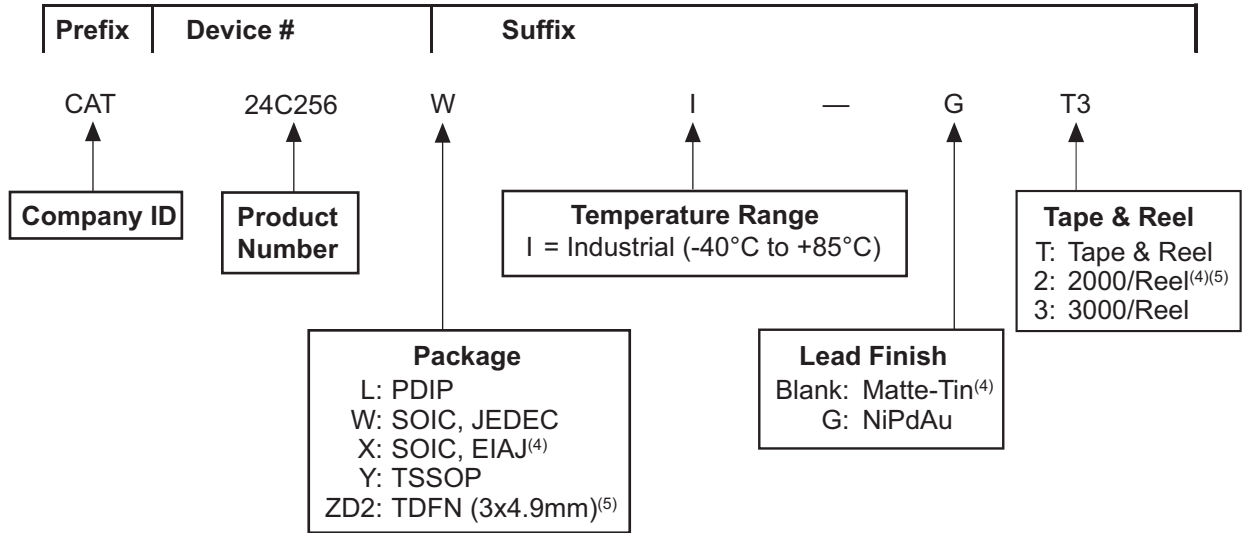 Prefix Device # Suffix
CAT 24C256 W I — G T3
Company ID
Product
Number
Temperature Range
I = Industrial (-40°C to +85°C)
Tape & Reel
T: Tape & Reel
2: 2000/Reel(4)(5)
3: 3000/Reel
Package
L: PDIP
W: SOIC, JEDEC
X: SOIC, EIAJ(4)
Y: TSSOP
ZD2: TDFN (3x4.9mm)(5)
Lead Finish
Blank: Matte-Tin(4)
G: NiPdAu